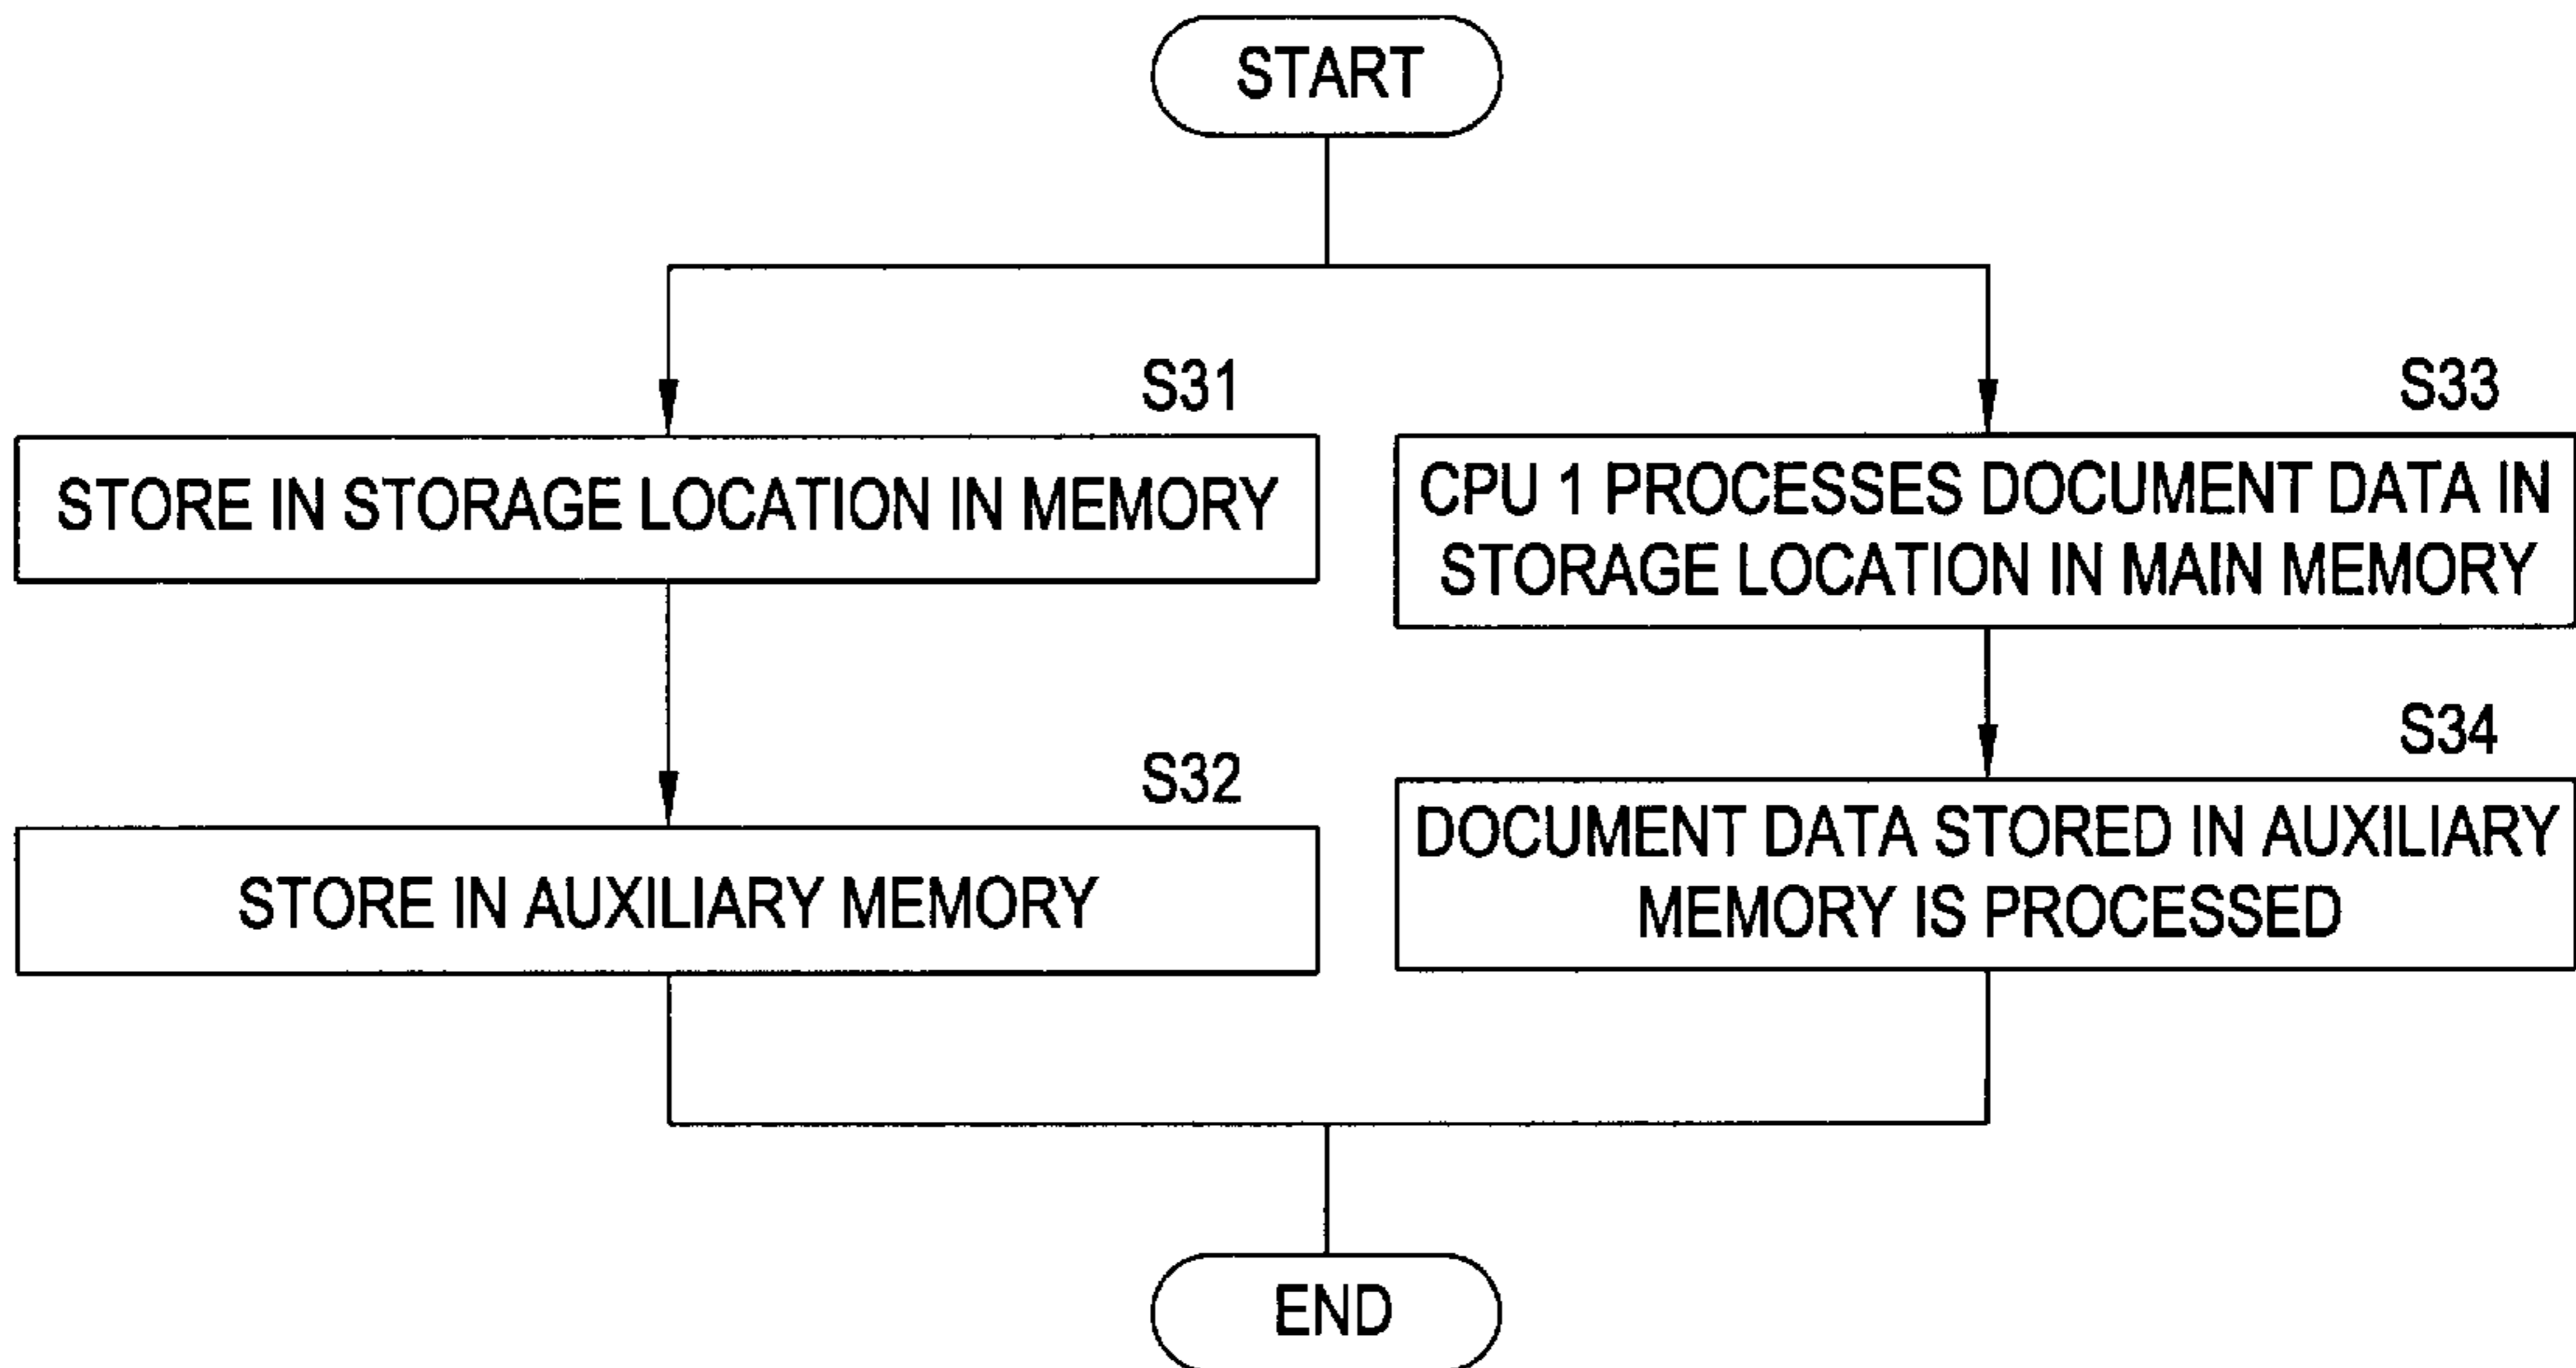 START
S31
STORE IN STORAGE LOCATION IN MEMORY
S32
STORE IN AUXILIARY MEMORY
S33
CPU 1 PROCESSES DOCUMENT DATA IN
STORAGE LOCATION IN MAIN MEMORY
S34
DOCUMENT DATA STORED IN AUXILIARY
MEMORY IS PROCESSED
END